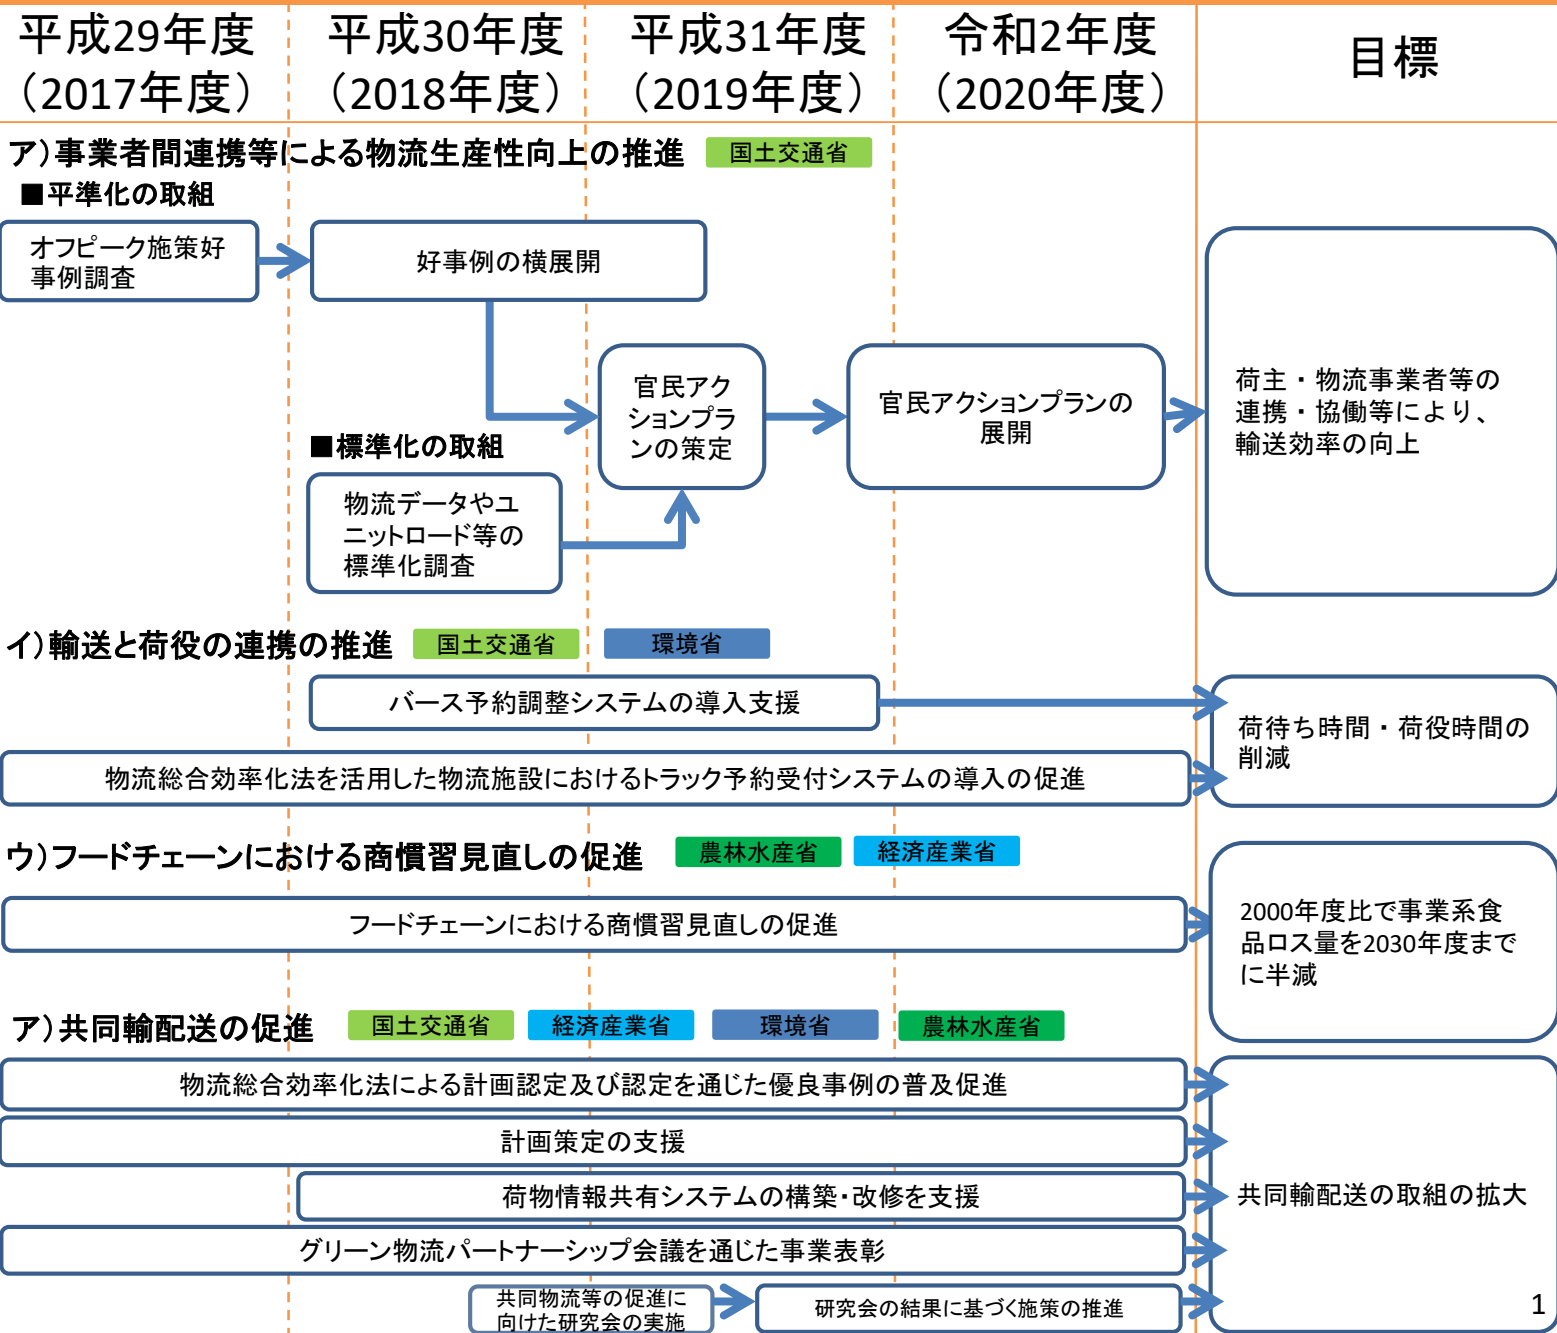 平成29年度
（2017年度）
平成30年度
（2018年度）
平成31年度
（2019年度）
令和2年度
（2020年度）
目標
ア）事業者間連携等による物流生産性向上の推進
国土交通省
■平準化の取組
オフピーク施策好
事例調査
好事例の横展開
官民アク
ションプラ
ンの策定
官民アクションプランの
展開
荷主・物流事業者等の
連携・協働等により、
輸送効率の向上
■標準化の取組
物流データやユ
ニットロード等の
標準化調査
イ）輸送と荷役の連携の推進
国土交通省
環境省
バース予約調整システムの導入支援
荷待ち時間・荷役時間の
削減
物流総合効率化法を活用した物流施設におけるトラック予約受付システムの導入の促進
ウ）フードチェーンにおける商慣習見直しの促進
農林水産省
経済産業省
フードチェーンにおける商慣習見直しの促進
2000年度比で事業系食
品ロス量を2030年度まで
に半減
ア）共同輸配送の促進
国土交通省
経済産業省
環境省
農林水産省
物流総合効率化法による計画認定及び認定を通じた優良事例の普及促進
計画策定の支援
荷物情報共有システムの構築・改修を支援
共同輸配送の取組の拡大
グリーン物流パートナーシップ会議を通じた事業表彰
共同物流等の促進に
向けた研究会の実施
研究会の結果に基づく施策の推進
1